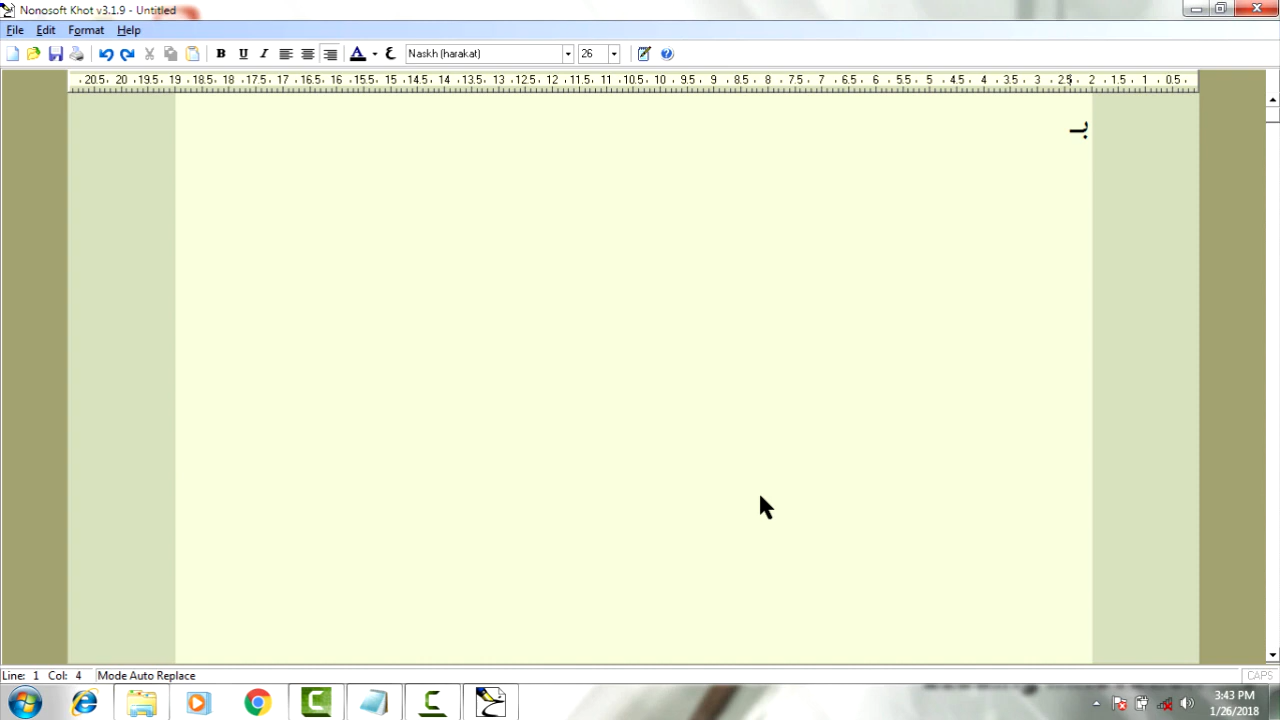 Nonosoft Khot v3.1.9 - Untitled
File Edit Format Help
B U I A ع Naskh (harakat) 26
20.5 20 19.5 19 18.5 18 17.5 17 16.5 16 15.5 15 14.5 14 13.5 13 12.5 12 11.5 11 10.5 10 9.5 9 8.5 8 7.5 7 6.5 6 5.5 5 4.5 4 3.5 3 2.5 2 1.5 1 0.5
Line: 1 Col: 4 Mode Auto Replace CAPS
3:43 PM
1/26/2018